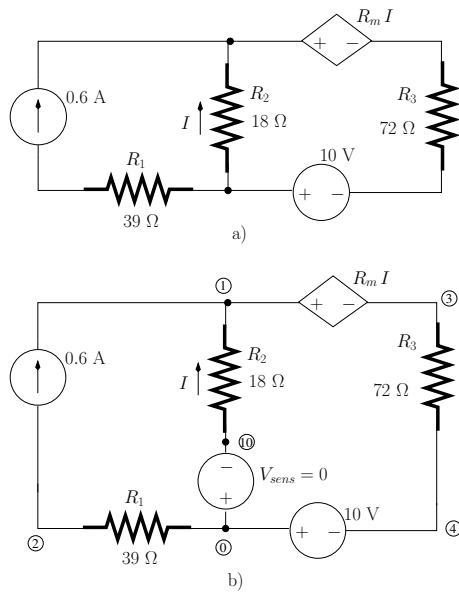 R_m I
+ −
0.6 A
R_2
18 Ω
I
R_3
72 Ω
R_1
39 Ω
10 V
+ −
a)
1
R_m I
+ −
3
0.6 A
R_2
18 Ω
I
R_3
72 Ω
10
−
+
V_sens = 0
R_1
39 Ω
10 V
+ −
2
0
4
b)